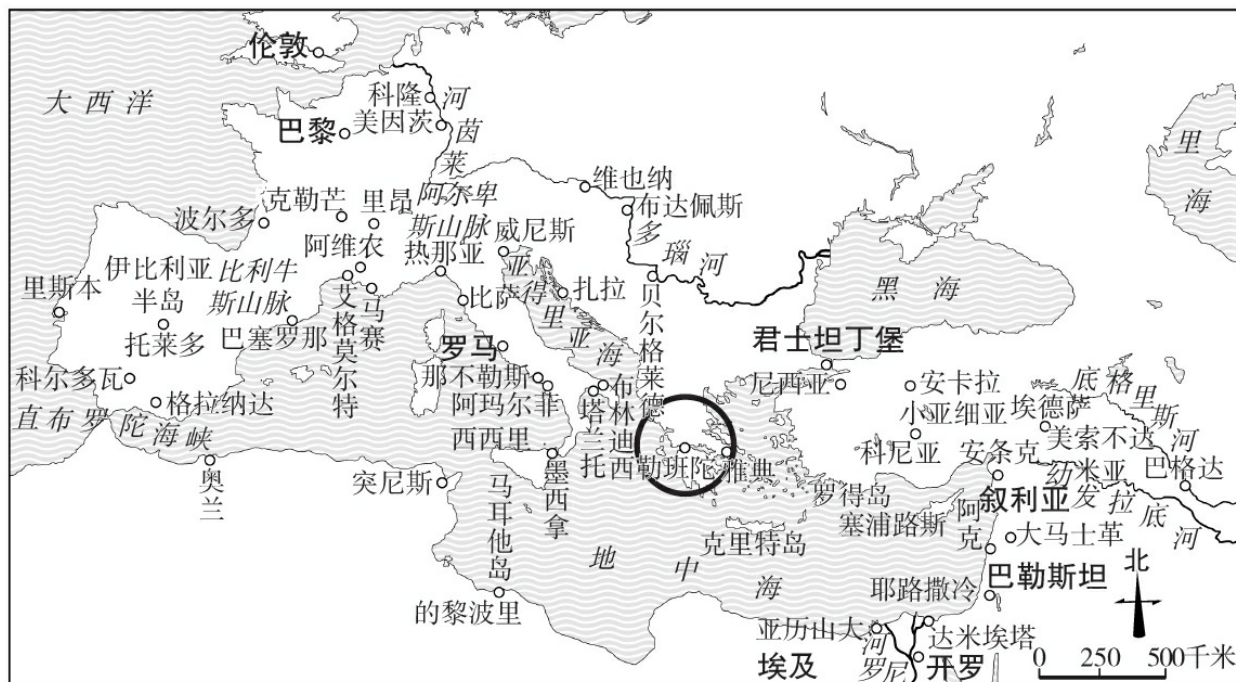 伦敦
大西洋
科隆
美因茨
莱茵河
巴黎
里海
阿尔卑斯山脉
维也纳
布达佩斯
多瑙河
克勒芒
里昂
波尔多
阿维农
热那亚
威尼斯
亚得里亚海
扎拉
贝尔格莱德
黑海
伊比利亚半岛
比利牛斯山脉
里斯本
托莱多
巴塞罗那
艾格莫尔特
马赛
比萨
罗马
君士坦丁堡
尼西亚
安卡拉
小亚细亚
底格里斯河
埃德萨
美索不达米亚
科尔多瓦
格拉纳达
直布罗陀海峡
那不勒斯
阿玛尔菲
塔兰托
布林迪西
西西里
墨西拿
勒班陀
雅典
科尼亚
安条克
巴格达
幼发拉底河
奥兰
突尼斯
马耳他岛
罗得岛
塞浦路斯
克里特岛
叙利亚
阿克
大马士革
地中海
巴勒斯坦
耶路撒冷
北
的黎波里
亚历山大
达米埃塔
埃及
尼罗河
开罗
0 250 500千米